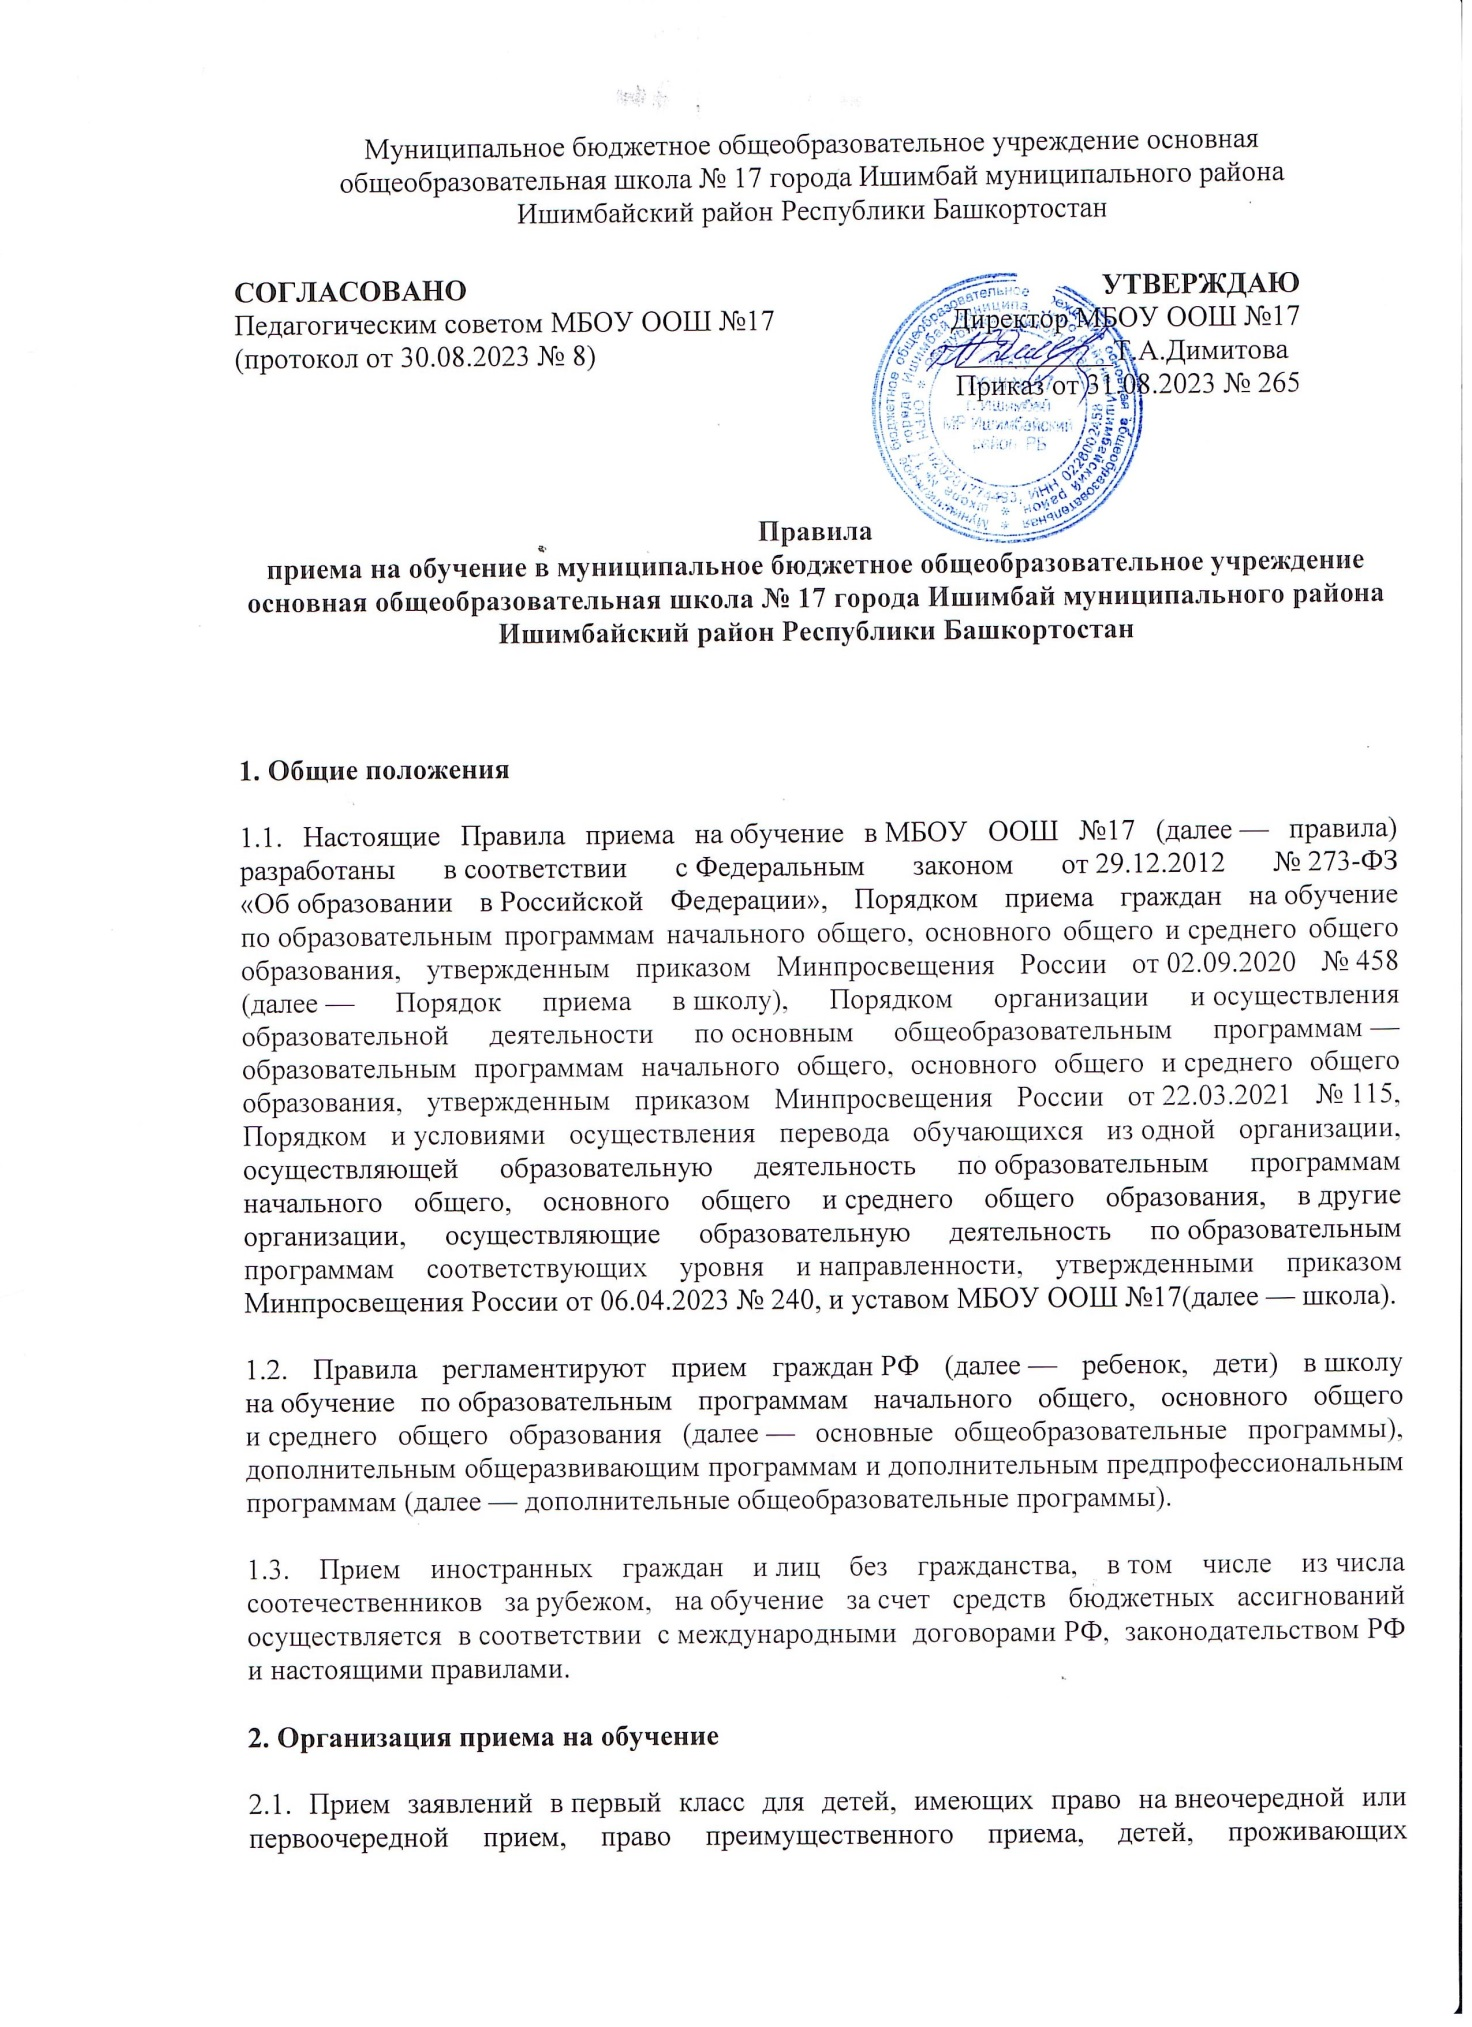 Муниципальное бюджетное общеобразовательное учреждение основная
общеобразовательная школа № 17 города Ишимбай муниципального района
Ишимбайский район Республики Башкортостан
СОГЛАСОВАНО
Педагогическим советом МБОУ ООШ №17
(протокол от 30.08.2023 № 8)
УТВЕРЖДАЮ
Директор МБОУ ООШ №17
Т.А.Димитова
Приказ от 31.08.2023 № 265
г. Ишимбай
МР Ишимбайский
район РБ
Правила
приема на обучение в муниципальное бюджетное общеобразовательное учреждение
основная общеобразовательная школа № 17 города Ишимбай муниципального района
Ишимбайский район Республики Башкортостан
1. Общие положения
1.1. Настоящие Правила приема на обучение в МБОУ ООШ №17 (далее — правила)
разработаны в соответствии с Федеральным законом от 29.12.2012 № 273-ФЗ
«Об образовании в Российской Федерации», Порядком приема граждан на обучение
по образовательным программам начального общего, основного общего и среднего общего
образования, утвержденным приказом Минпросвещения России от 02.09.2020 № 458
(далее — Порядок приема в школу), Порядком организации и осуществления
образовательной деятельности по основным общеобразовательным программам —
образовательным программам начального общего, основного общего и среднего общего
образования, утвержденным приказом Минпросвещения России от 22.03.2021 № 115,
Порядком и условиями осуществления перевода обучающихся из одной организации,
осуществляющей образовательную деятельность по образовательным программам
начального общего, основного общего и среднего общего образования, в другие
организации, осуществляющие образовательную деятельность по образовательным
программам соответствующих уровня и направленности, утвержденными приказом
Минпросвещения России от 06.04.2023 № 240, и уставом МБОУ ООШ №17(далее — школа).
1.2. Правила регламентируют прием граждан РФ (далее — ребенок, дети) в школу
на обучение по образовательным программам начального общего, основного общего
и среднего общего образования (далее — основные общеобразовательные программы),
дополнительным общеразвивающим программам и дополнительным предпрофессиональным
программам (далее — дополнительные общеобразовательные программы).
1.3. Прием иностранных граждан и лиц без гражданства, в том числе из числа
соотечественников за рубежом, на обучение за счет средств бюджетных ассигнований
осуществляется в соответствии с международными договорами РФ, законодательством РФ
и настоящими правилами.
2. Организация приема на обучение
2.1. Прием заявлений в первый класс для детей, имеющих право на внеочередной или
первоочередной прием, право преимущественного приема, детей, проживающих